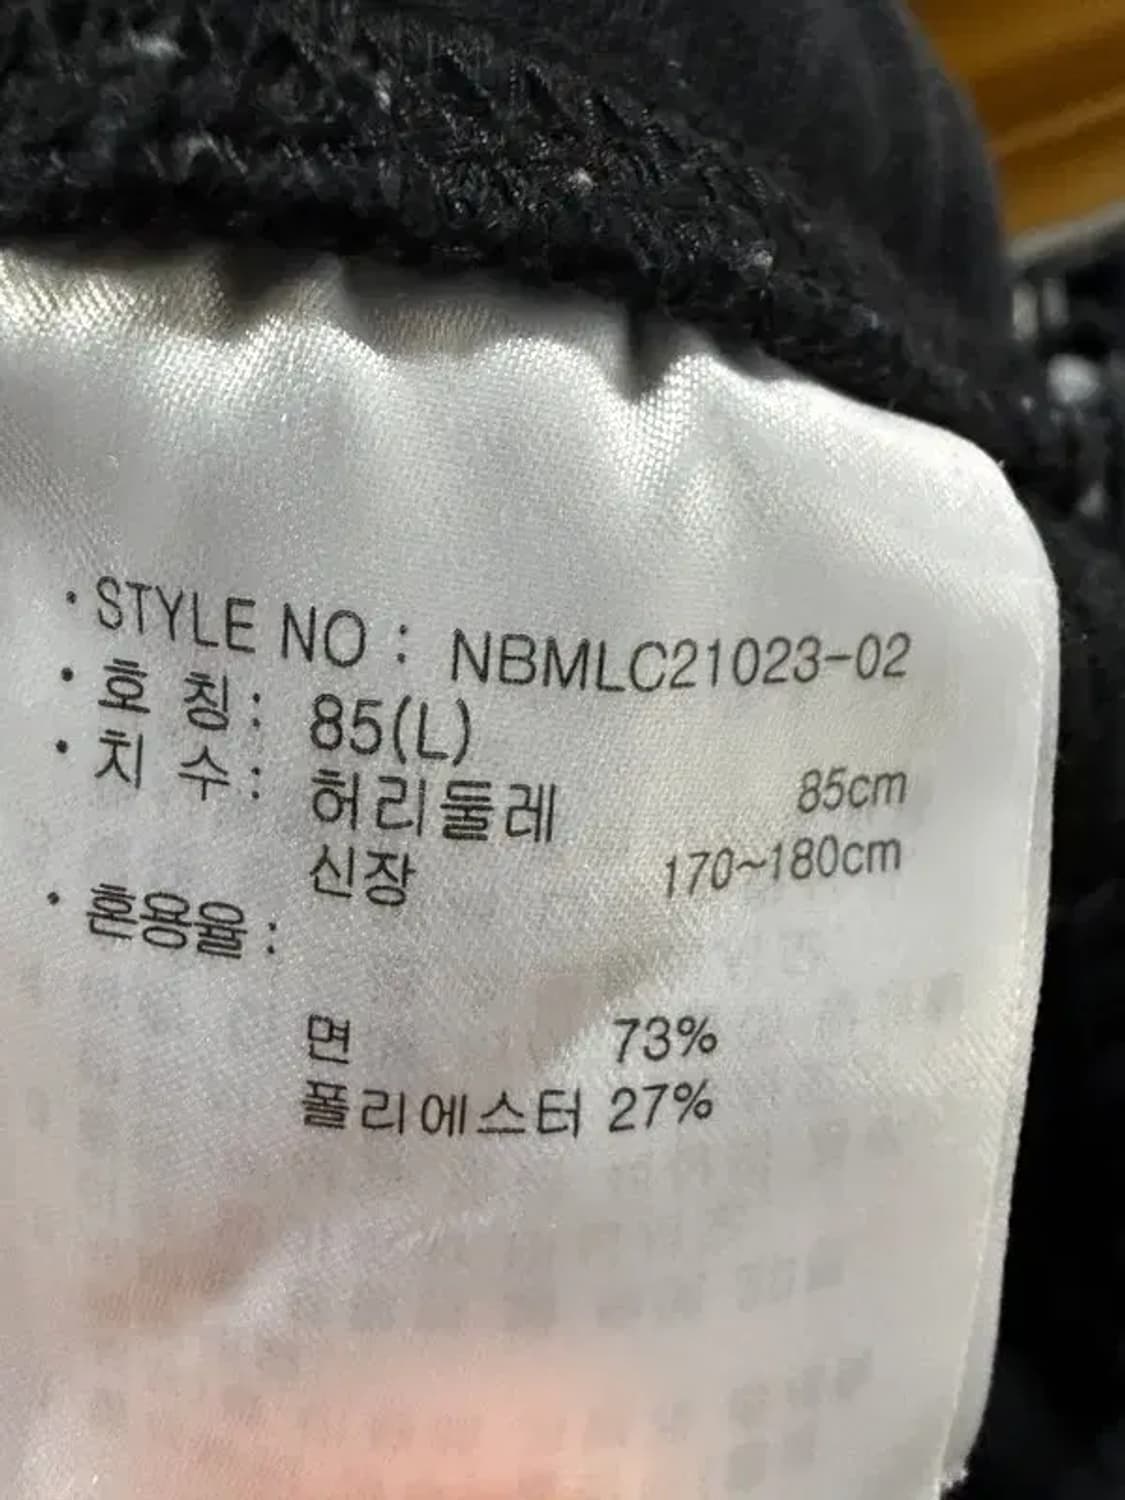 · STYLE NO : NBMLC21023-02
· 호 칭 : 85(L)
· 치 수 : 허리둘레 85cm
신장 170~180cm
· 혼용율 :
면 73%
폴리에스터 27%